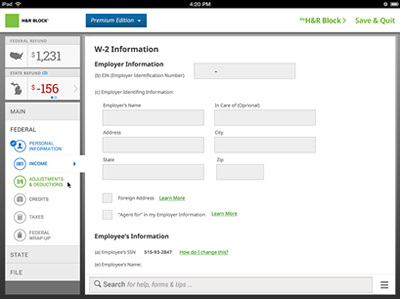 iPad
4:20 PM
H&R BLOCK
Premium Edition
My H&R Block
Save & Quit
FEDERAL REFUND
$1,231
STATE REFUND (2)
$-156
MAIN
FEDERAL
PERSONAL
INFORMATION
INCOME
ADJUSTMENTS
& DEDUCTIONS
CREDITS
TAXES
FEDERAL
WRAP-UP
STATE
FILE
W-2 Information
Employer Information
(b) EIN (Employer Identification Number)
-
(c) Employer Identifing Information:
Employer's Name
In Care of (Optional)
Address
City
State
Zip
Foreign Address Learn More
"Agent for" in my Employer Information Learn More
Employee's Information
(a) Employee's SSN 515-93-2847 How do I change this?
(e) Employee's Name:
Search for help, forms & tips ...